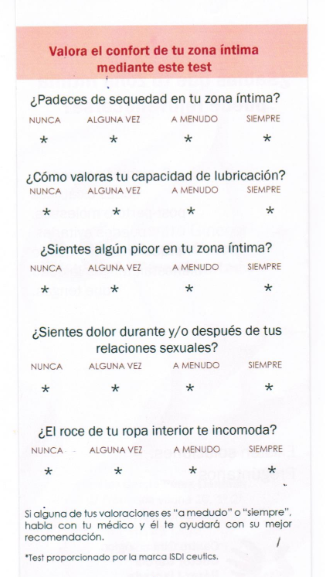 Valora el confort de tu zona íntima
mediante este test
¿Padeces de sequedad en tu zona íntima?
NUNCA ALGUNA VEZ A MENUDO SIEMPRE
* * * *
¿Cómo valoras tu capacidad de lubricación?
NUNCA ALGUNA VEZ A MENUDO SIEMPRE
* * * *
¿Sientes algún picor en tu zona íntima?
NUNCA ALGUNA VEZ A MENUDO SIEMPRE
* * * *
¿Sientes dolor durante y/o después de tus
relaciones sexuales?
NUNCA ALGUNA VEZ A MENUDO SIEMPRE
* * * *
¿El roce de tu ropa interior te incomoda?
NUNCA ALGUNA VEZ A MENUDO SIEMPRE
* * * *
Si alguna de tus valoraciones es "a medudo" o "siempre",
habla con tu médico y él te ayudará con su mejor
recomendación.
*Test proporcionado por la marca ISDI ceutics.